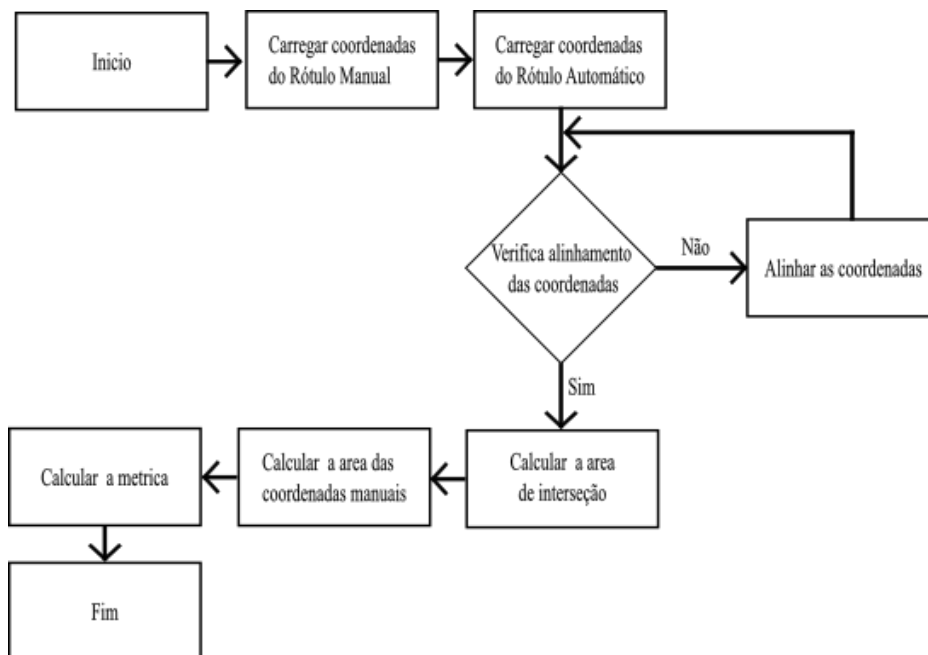 Inicio
Carregar coordenadas
do Rótulo Manual
Carregar coordenadas
do Rótulo Automático
Verifica alinhamento
das coordenadas
Não
Alinhar as coordenadas
Sim
Calcular a area
de interseção
Calcular a area das
coordenadas manuais
Calcular a metrica
Fim